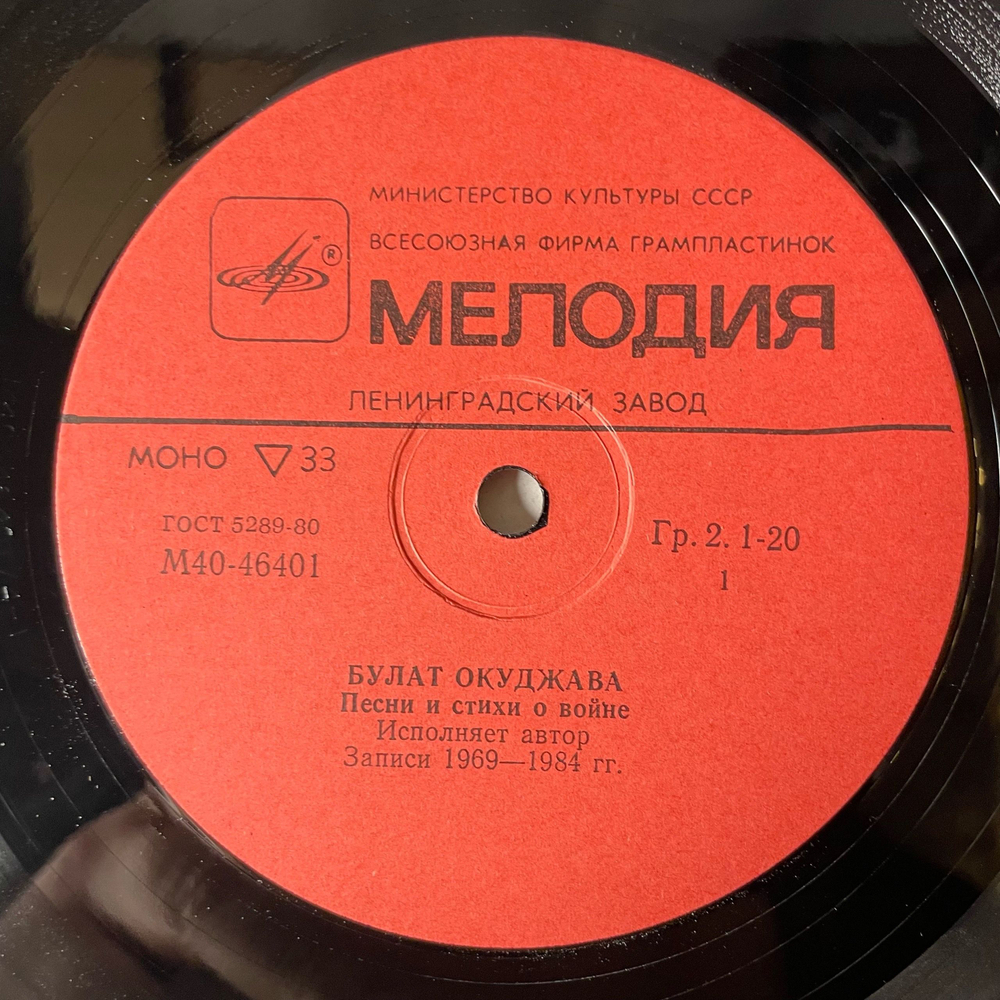 МИНИСТЕРСТВО КУЛЬТУРЫ СССР
ВСЕСОЮЗНАЯ ФИРМА ГРАМПЛАСТИНОК
®
МЕЛОДИЯ
ЛЕНИНГРАДСКИЙ ЗАВОД
МОНО ▽ 33
ГОСТ 5289-80
М40-46401
Гр. 2. 1-20
1
БУЛАТ ОКУДЖАВА
Песни и стихи о войне
Исполняет автор
Записи 1969—1984 гг.